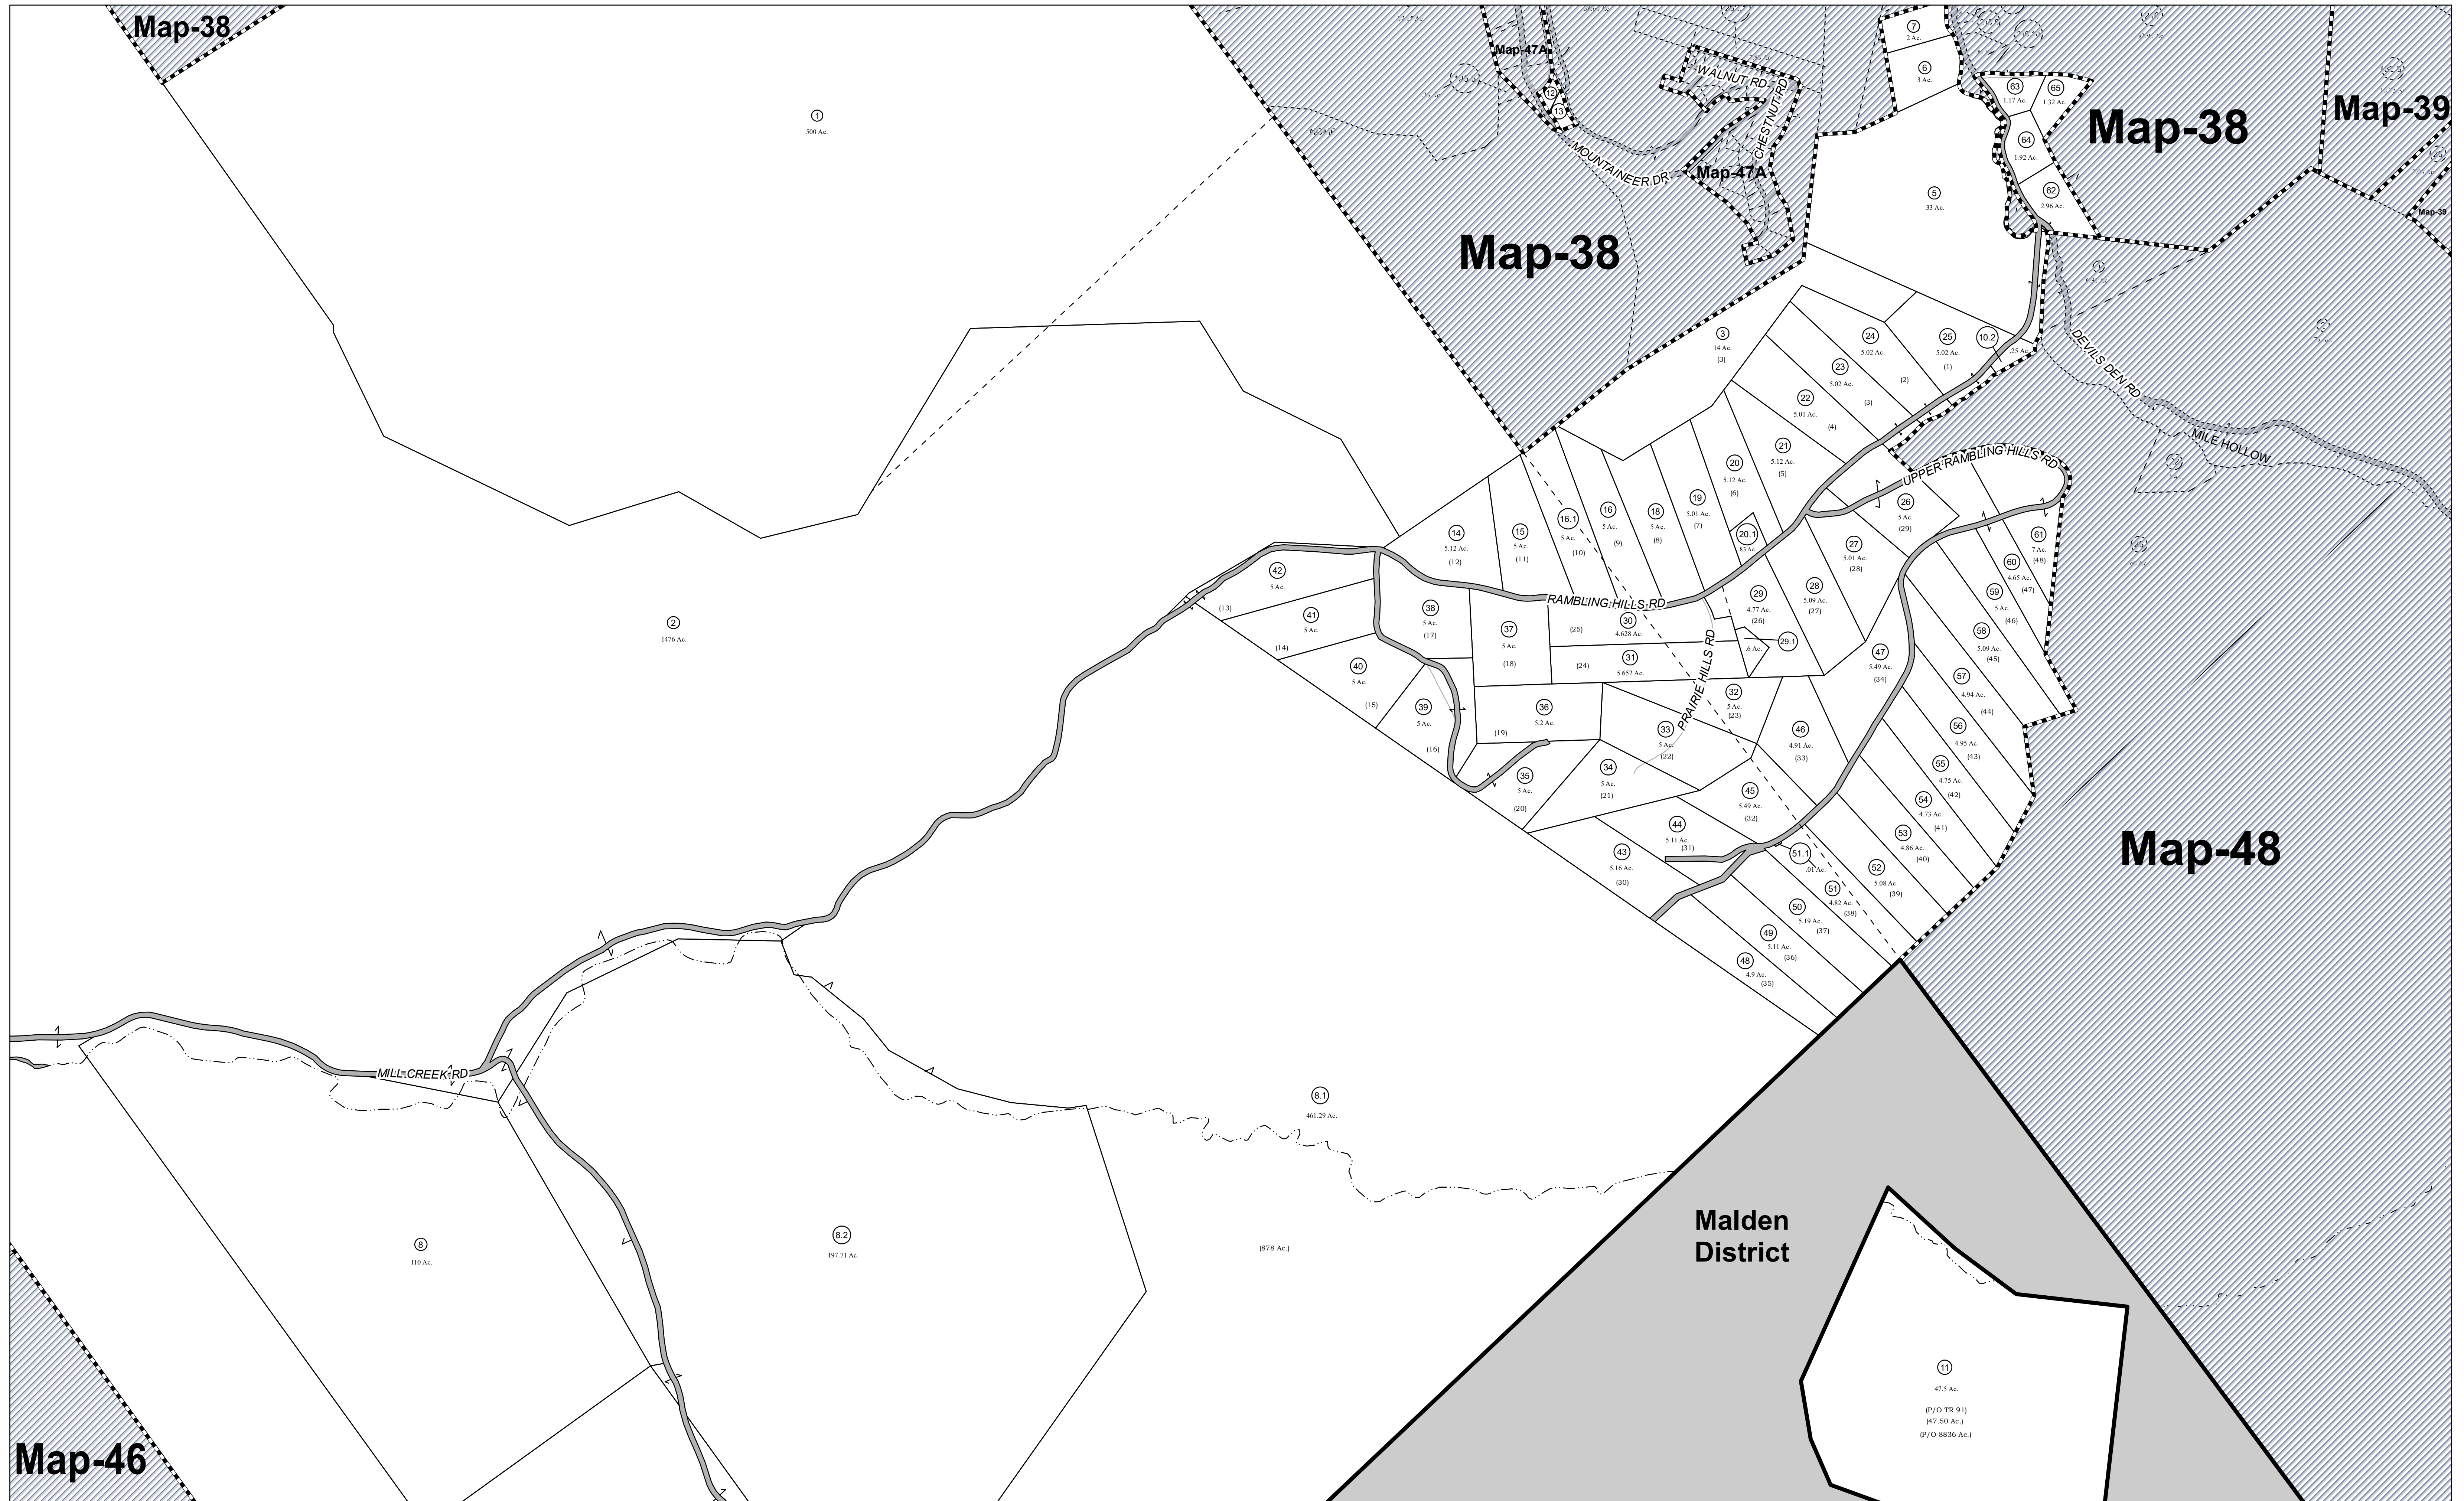 Map-38
Map-47A
WALNUT RD
CHESTNUT RD
MOUNTAINEER DR
Map-47A
Map-38
12
13
7
2 Ac.
6
3 Ac.
63
1.17 Ac.
65
1.32 Ac.
64
1.92 Ac.
62
2.96 Ac.
Map-38
Map-39
Map-39
1
500 Ac.
5
33 Ac.
3
14 Ac.
(3)
24
5.02 Ac.
(2)
25
5.02 Ac.
(1)
10.2
.25 Ac.
23
5.02 Ac.
(3)
22
5.01 Ac.
(4)
21
5.12 Ac.
(5)
20
5.12 Ac.
(6)
20.1
.83 Ac.
19
5.01 Ac.
(7)
18
5 Ac.
(8)
16
5 Ac.
(9)
16.1
5 Ac.
(10)
15
5 Ac.
(11)
14
5.12 Ac.
(12)
DEVILS DEN RD
MILE HOLLOW
UPPER RAMBLING HILLS RD
26
5 Ac.
(29)
27
5.01 Ac.
(28)
28
5.09 Ac.
(27)
29
4.77 Ac.
(26)
29.1
.6 Ac.
RAMBLING HILLS RD
30
4.628 Ac.
(25)
31
5.652 Ac.
(24)
PRAIRIE HILLS RD
32
5 Ac.
(23)
33
5 Ac.
(22)
34
5 Ac.
(21)
35
5 Ac.
(20)
36
5.2 Ac.
(19)
37
5 Ac.
(18)
38
5 Ac.
(17)
39
5 Ac.
(16)
40
5 Ac.
(15)
41
5 Ac.
(14)
42
5 Ac.
(13)
61
7 Ac.
(48)
60
4.65 Ac.
(47)
59
5 Ac.
(46)
58
5.09 Ac.
(45)
57
4.94 Ac.
(44)
56
4.95 Ac.
(43)
55
4.75 Ac.
(42)
54
4.73 Ac.
(41)
53
4.86 Ac.
(40)
52
5.08 Ac.
(39)
51.1
.01 Ac.
51
4.82 Ac.
(38)
50
5.19 Ac.
(37)
49
5.11 Ac.
(36)
48
4.9 Ac.
(35)
47
5.49 Ac.
(34)
46
4.91 Ac.
(33)
45
5.49 Ac.
(32)
44
5.11 Ac.
(31)
43
5.16 Ac.
(30)
2
1476 Ac.
Map-48
MILL CREEK RD
8.1
461.29 Ac.
(878 Ac.)
8
110 Ac.
8.2
197.71 Ac.
Malden
District
11
47.5 Ac.
(P/O TR 91)
(47.50 Ac.)
(P/O 8836 Ac.)
Map-46